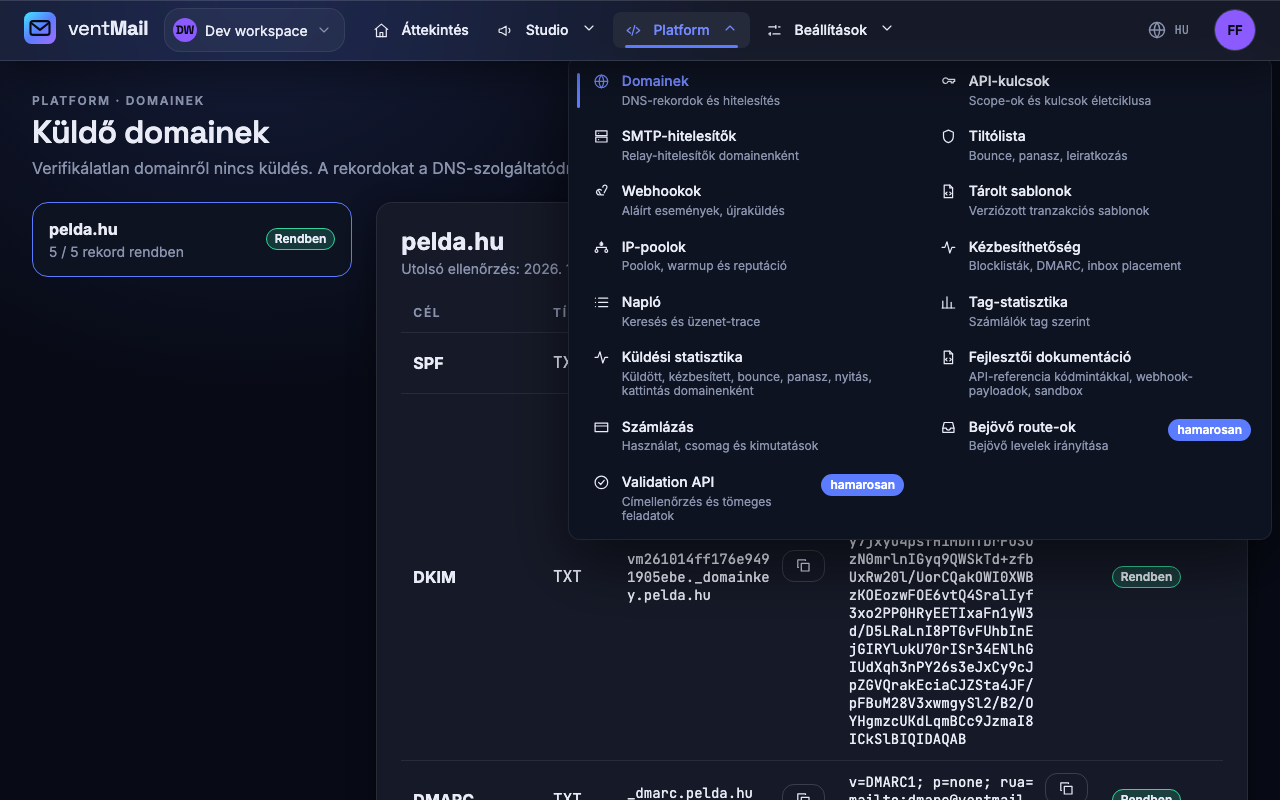 ventMail
DW Dev workspace
Áttekintés
Studio
Platform
Beállítások
HU
FF
PLATFORM · DOMAINEK
Küldő domainek
Verifikálatlan domainről nincs küldés. A rekordokat a
pelda.hu
5 / 5 rekord rendben
Rendben
pelda.hu
Utolsó ellenőrzés: 2026.
CÉL
SPF
Domainek
DNS-rekordok és hitelesítés
API-kulcsok
Scope-ok és kulcsok életciklusa
SMTP-hitelesítők
Relay-hitelesítők domainenként
Tiltólista
Bounce, panasz, leiratkozás
Webhookok
Aláírt események, újraküldés
Tárolt sablonok
Verziózott tranzakciós sablonok
IP-poolok
Poolok, warmup és reputáció
Kézbesíthetőség
Blocklisták, DMARC, inbox placement
Napló
Keresés és üzenet-trace
Tag-statisztika
Számlálók tag szerint
Küldési statisztika
Küldött, kézbesített, bounce, panasz, nyitás,
kattintás domainenként
Fejlesztői dokumentáció
API-referencia kódmintákkal, webhook-
payloadok, sandbox
Számlázás
Használat, csomag és kimutatások
Bejövő route-ok
Bejövő levelek irányítása
hamarosan
Validation API
Címellenőrzés és tömeges
feladatok
hamarosan
DKIM
TXT
vm261014ff176e949
1905ebe._domainke
y.pelda.hu
zN0mrlnIGyq9QWSkTd+zfb
UxRw20l/UorCQakOWI0XWB
zKOEozwFOE6vtQ4SralIyf
3xo2PP0HRyEETIxaFn1yW3
d/D5LRaLnI8PTGvFUhbInE
jGIRYlukU70rISr34ENlhG
IUdXqh3nPY26s3eJxCy9cJ
pZGVQrakEciaCJZSta4JF/
pFBuM28V3xwmgySl2/B2/O
YHgmzcUKdLqmBCc9JzmaI8
ICkSlBIQIDAQAB
Rendben
DMARC
TXT
_dmarc.pelda.hu
v=DMARC1; p=none; rua=
mailto:dmarc@ventmail
Rendben